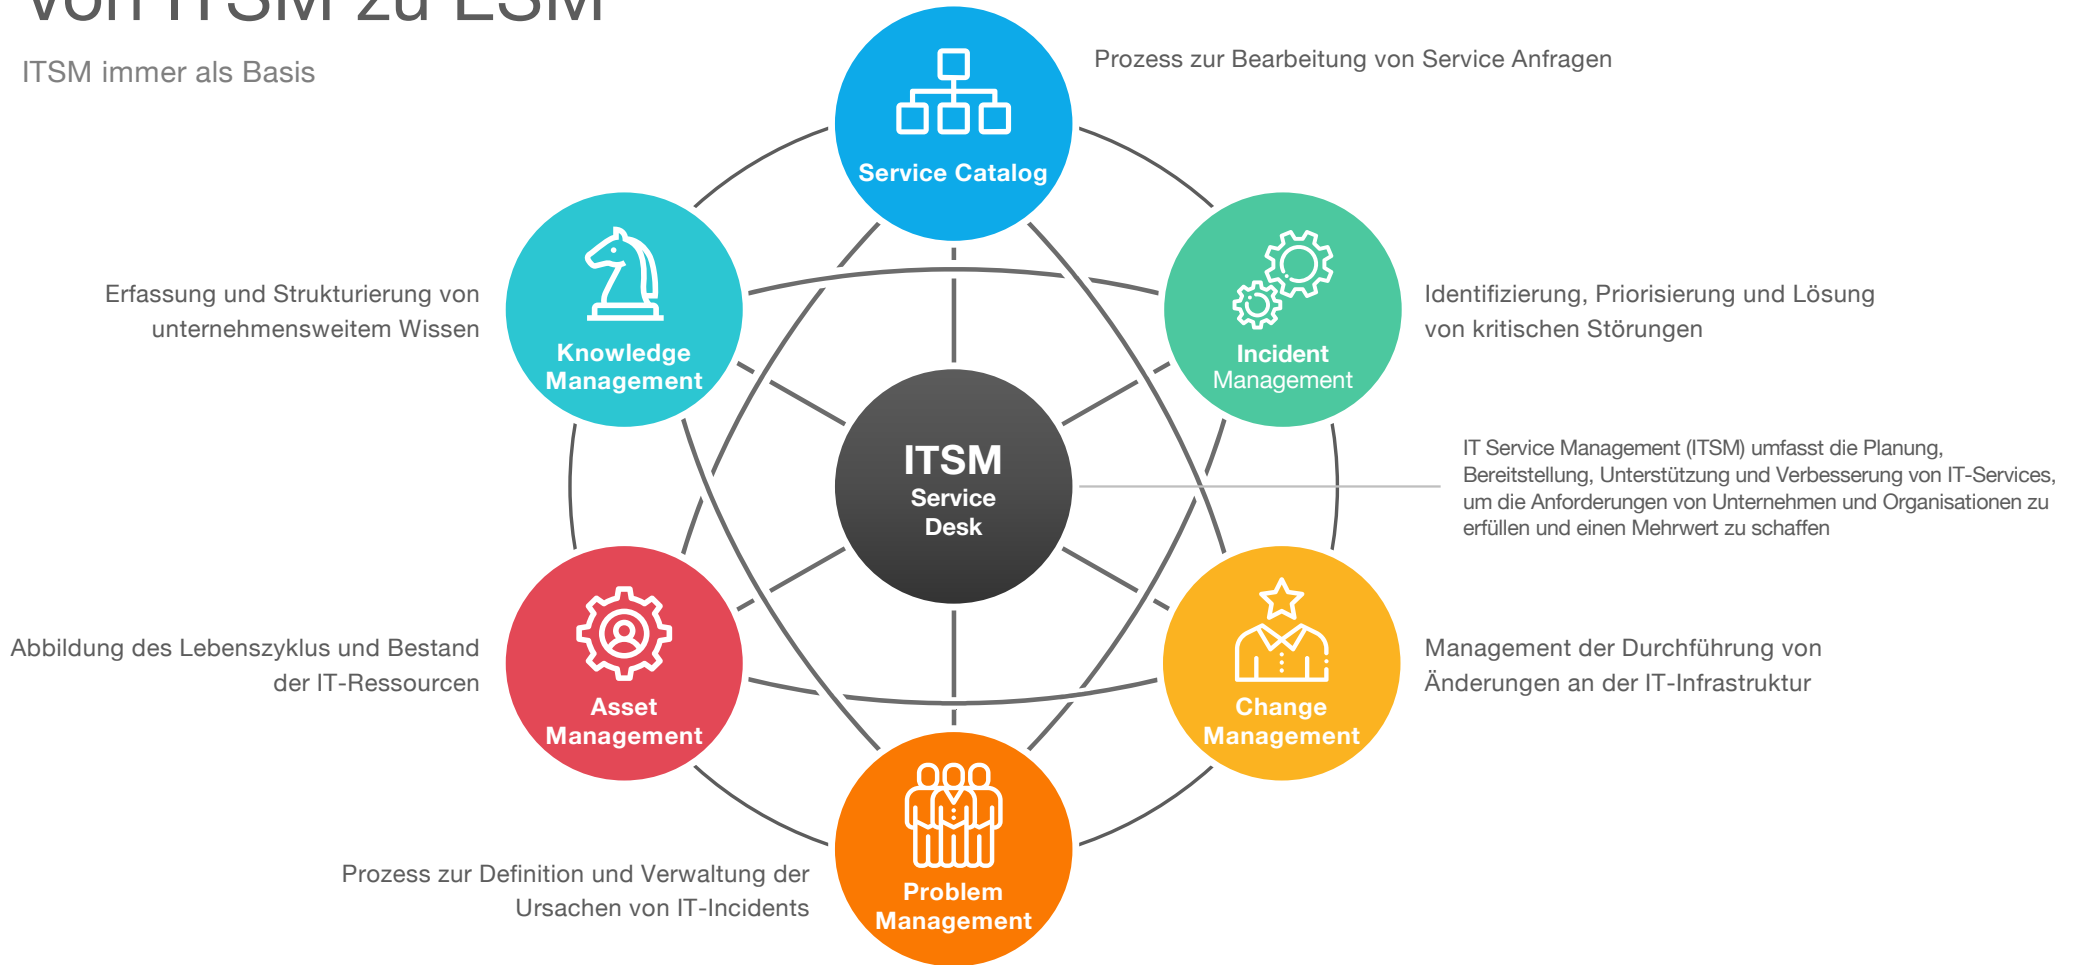 Von ITSM zu ESM
ITSM immer als Basis
Prozess zur Bearbeitung von Service Anfragen
Service Catalog
Erfassung und Strukturierung von
unternehmensweitem Wissen
Knowledge
Management
Incident
Management
Identifizierung, Priorisierung und Lösung
von kritischen Störungen
ITSM
Service
Desk
IT Service Management (ITSM) umfasst die Planung,
Bereitstellung, Unterstützung und Verbesserung von IT-Services,
um die Anforderungen von Unternehmen und Organisationen zu
erfüllen und einen Mehrwert zu schaffen
Abbildung des Lebenszyklus und Bestand
der IT-Ressourcen
Asset
Management
Change
Management
Management der Durchführung von
Änderungen an der IT-Infrastruktur
Prozess zur Definition und Verwaltung der
Ursachen von IT-Incidents
Problem
Management